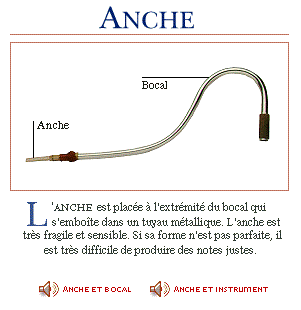 ANCHE
Bocal
Anche
L'ANCHE est placée à l'extrémité du bocal qui
s'emboîte dans un tuyau métallique. L'anche est
très fragile et sensible. Si sa forme n'est pas parfaite, il
est très difficile de produire des notes justes.
ANCHE ET BOCAL
ANCHE ET INSTRUMENT